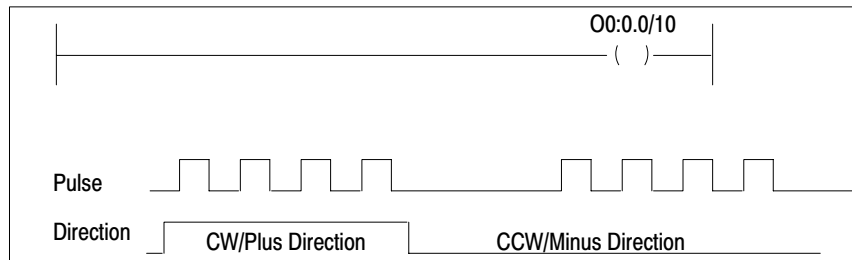 O0:0.0/10
( )
Pulse
Direction
CW/Plus Direction
CCW/Minus Direction